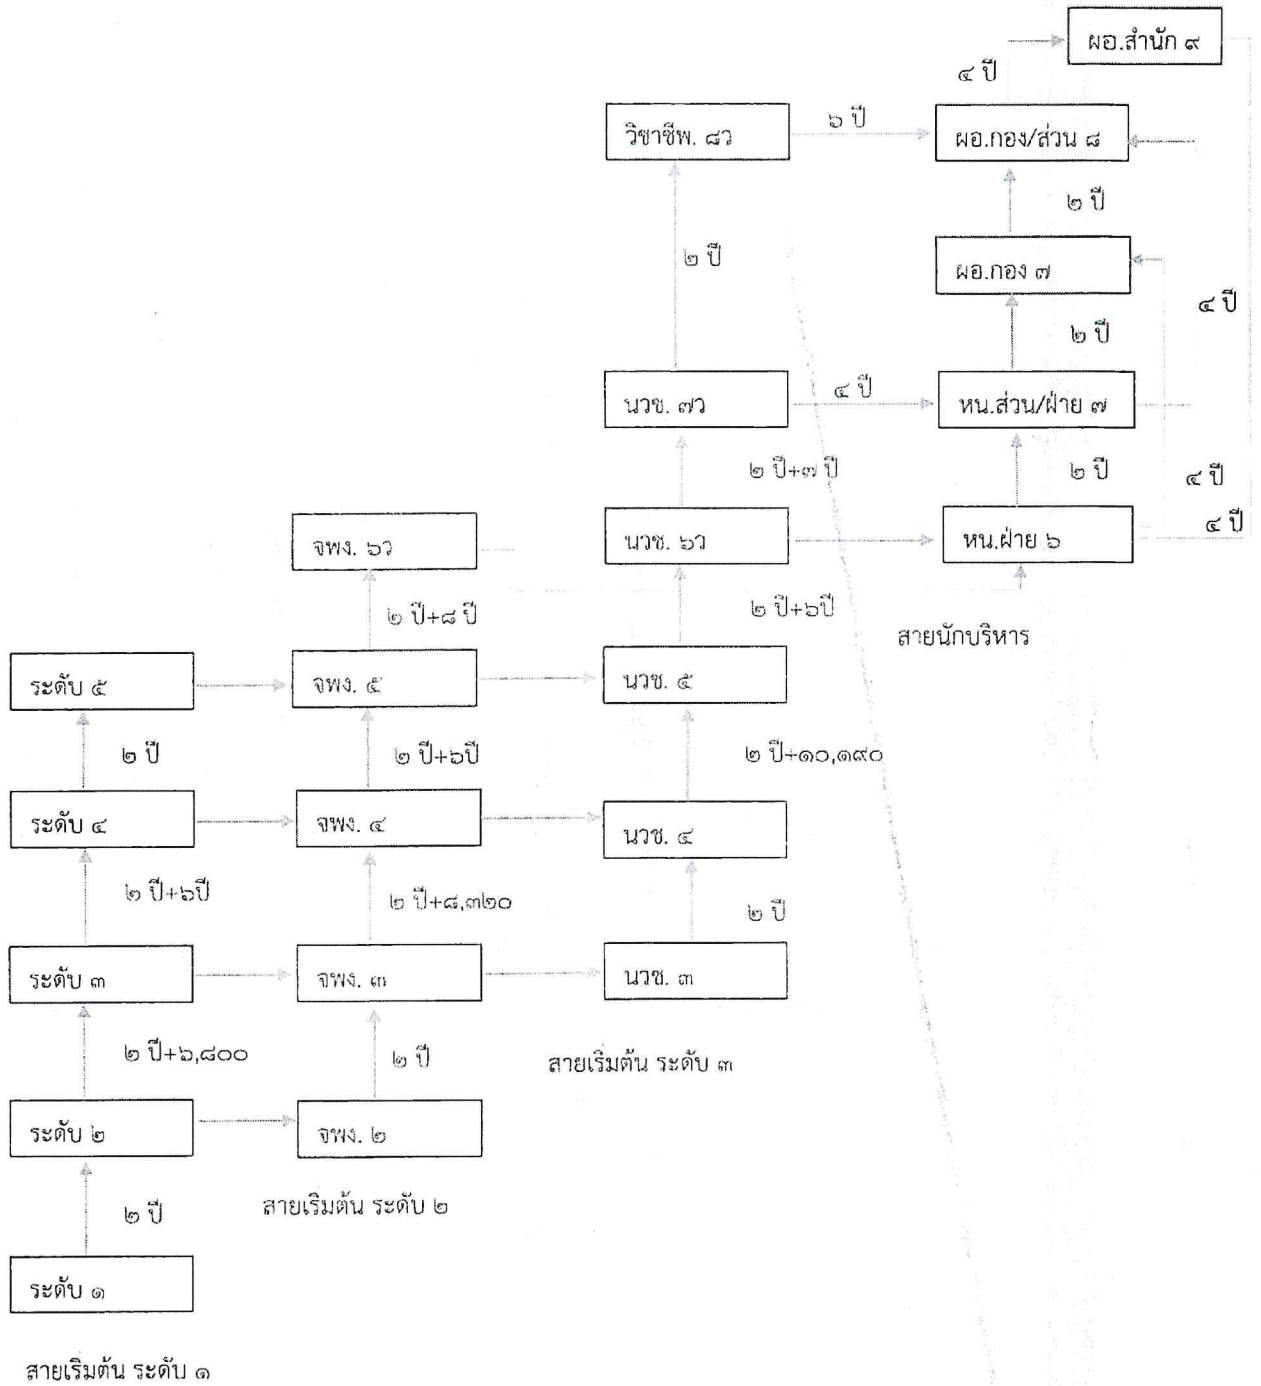 ผอ.สำนัก ๙
๔ ปี
วิชาชีพ. ๘ว
๖ ปี
ผอ.กอง/ส่วน ๘
๒ ปี
๒ ปี
ผอ.กอง ๗
๔ ปี
๒ ปี
นวช. ๗ว
๔ ปี
หน.ส่วน/ฝ่าย ๗
๒ ปี+๗ ปี
๒ ปี
๔ ปี
๔ ปี
จพง. ๖ว
นวช. ๖ว
หน.ฝ่าย ๖
๒ ปี+๘ ปี
๒ ปี+๖ปี
สายนักบริหาร
ระดับ ๕
จพง. ๕
นวช. ๕
๒ ปี
๒ ปี+๖ปี
๒ ปี+๑๐,๑๙๐
ระดับ ๔
จพง. ๔
นวช. ๔
๒ ปี+๖ปี
๒ ปี+๘,๓๒๐
๒ ปี
ระดับ ๓
จพง. ๓
นวช. ๓
๒ ปี+๖,๘๐๐
๒ ปี
สายเริ่มต้น ระดับ ๓
ระดับ ๒
จพง. ๒
๒ ปี
สายเริ่มต้น ระดับ ๒
ระดับ ๑
สายเริ่มต้น ระดับ ๑